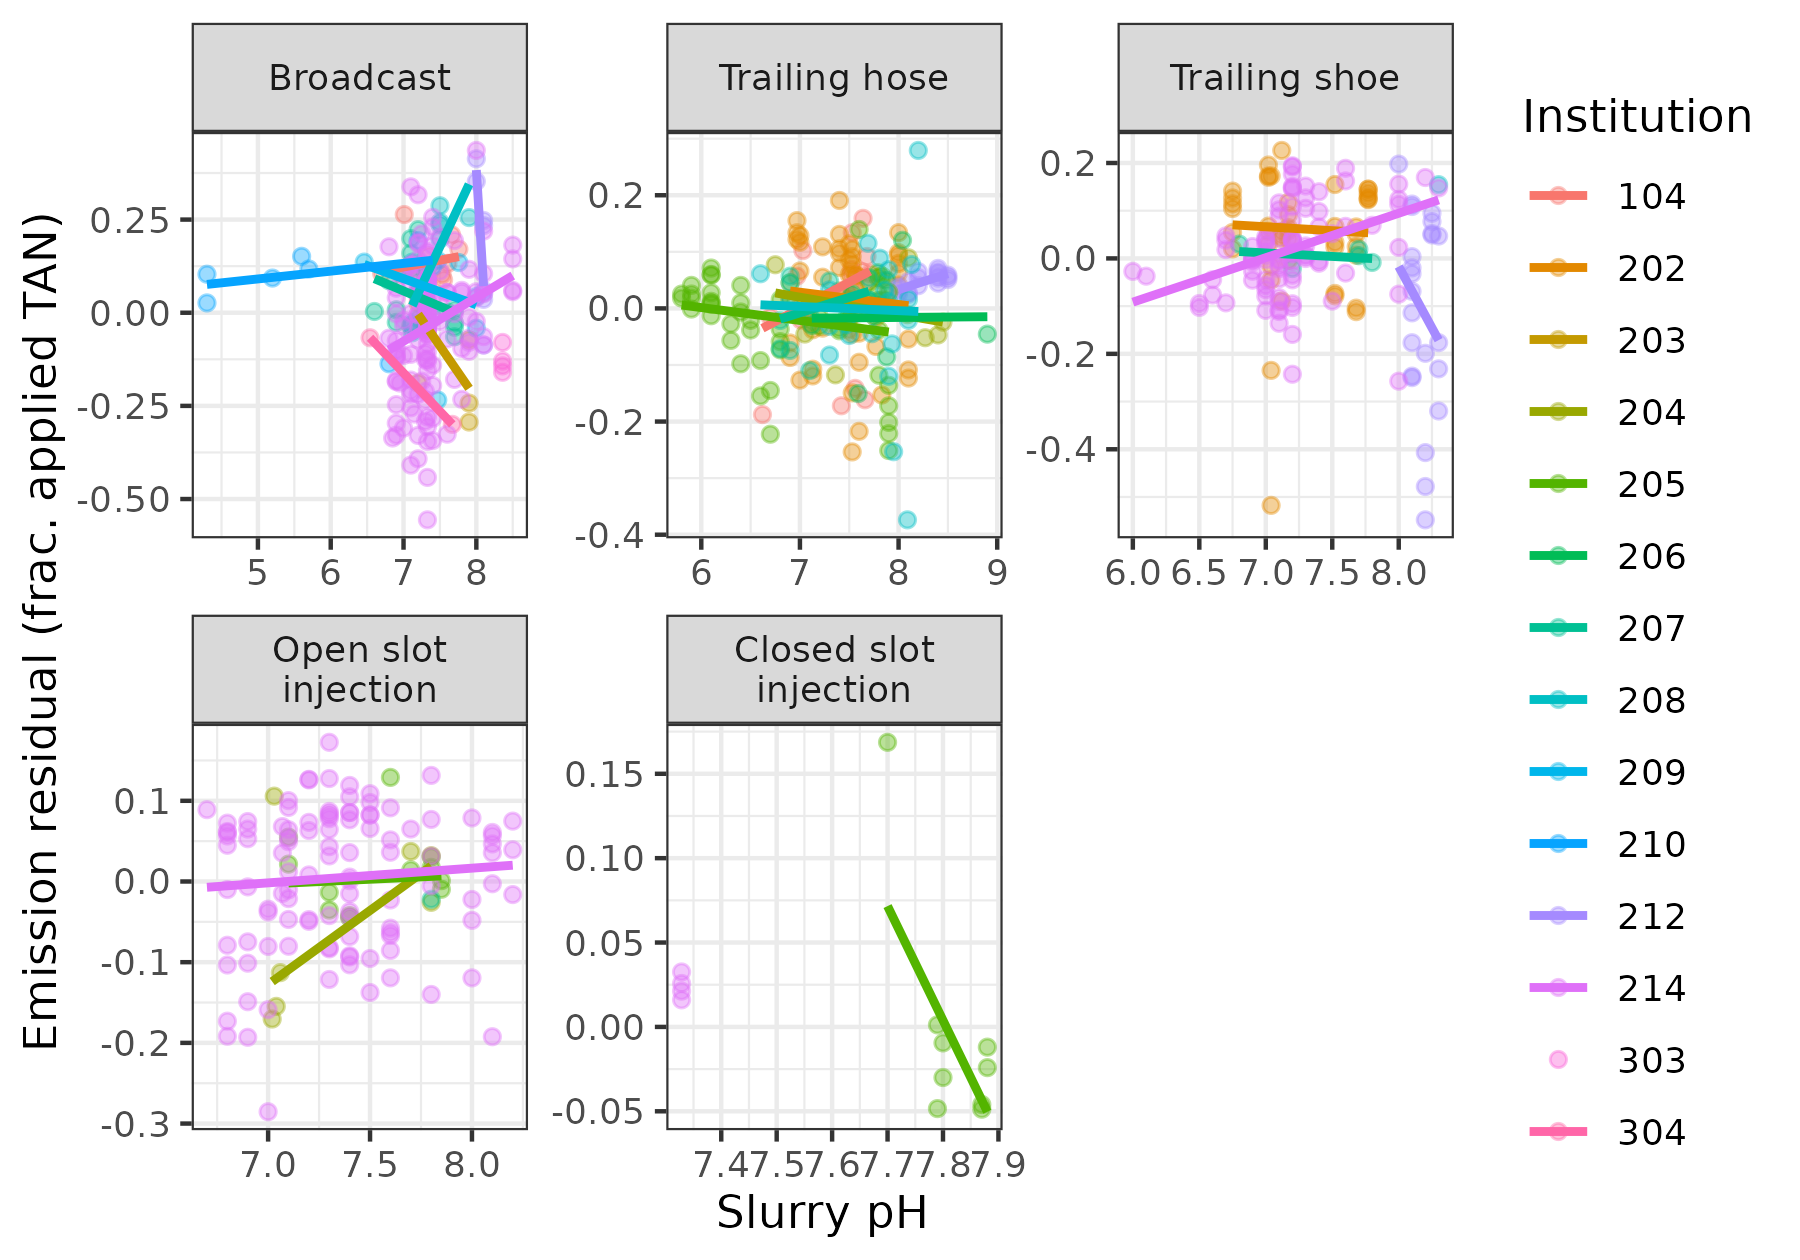 Broadcast
Trailing hose
Trailing shoe
0.25
0.00
-0.25
-0.50
5 6 7 8
0.2
0.0
-0.2
-0.4
6 7 8 9
0.2
0.0
-0.2
-0.4
6.0 6.5 7.0 7.5 8.0
Open slot
injection
Closed slot
injection
0.1
0.0
-0.1
-0.2
-0.3
7.0 7.5 8.0
0.15
0.10
0.05
0.00
-0.05
7.4 7.5 7.6 7.7 7.8 7.9
Slurry pH
Emission residual (frac. applied TAN)
Institution
104
202
203
204
205
206
207
208
209
210
212
214
303
304